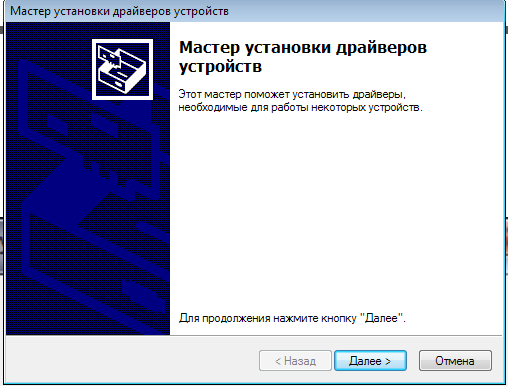 Мастер установки драйверов устройств
Мастер установки драйверов
устройств
Этот мастер поможет установить драйверы,
необходимые для работы некоторых устройств.
Для продолжения нажмите кнопку "Далее".
< Назад
Далее >
Отмена